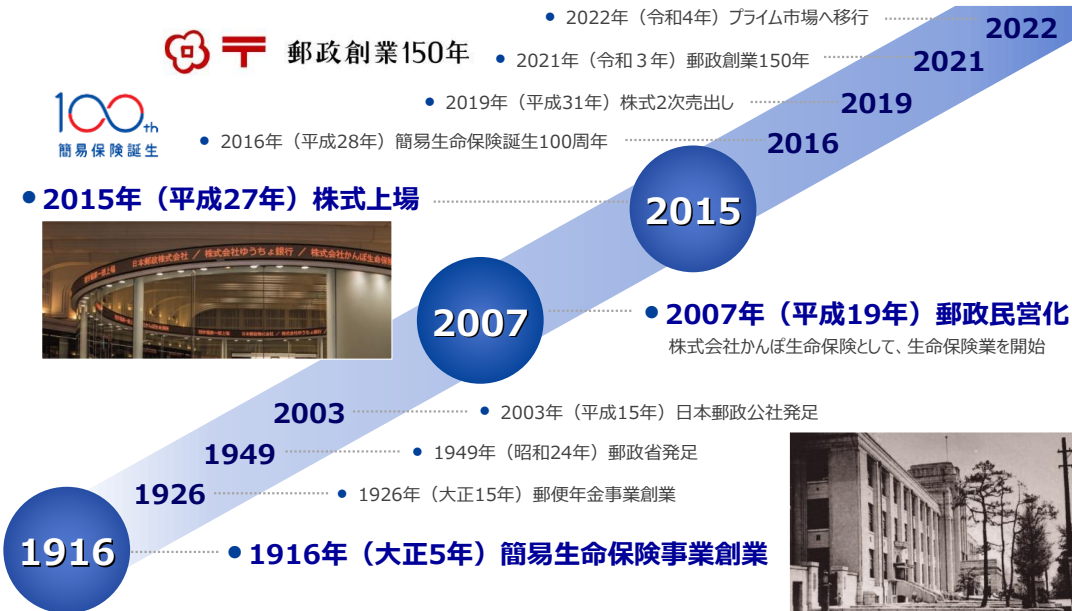 2022年（令和4年）プライム市場へ移行
2022
郵政創業150年
2021年（令和３年）郵政創業150年
2021
100th
簡易保険誕生
2019年（平成31年）株式2次売出し
2019
2016年（平成28年）簡易生命保険誕生100周年
2016
2015年（平成27年）株式上場
2015
日本郵政株式会社 ／ 株式会社ゆうちょ銀行 ／ 株式会社かんぽ生命保険
2007
2007年（平成19年）郵政民営化
株式会社かんぽ生命保険として、生命保険業を開始
2003
2003年（平成15年）日本郵政公社発足
1949
1949年（昭和24年）郵政省発足
1926
1926年（大正15年）郵便年金事業創業
1916
1916年（大正5年）簡易生命保険事業創業